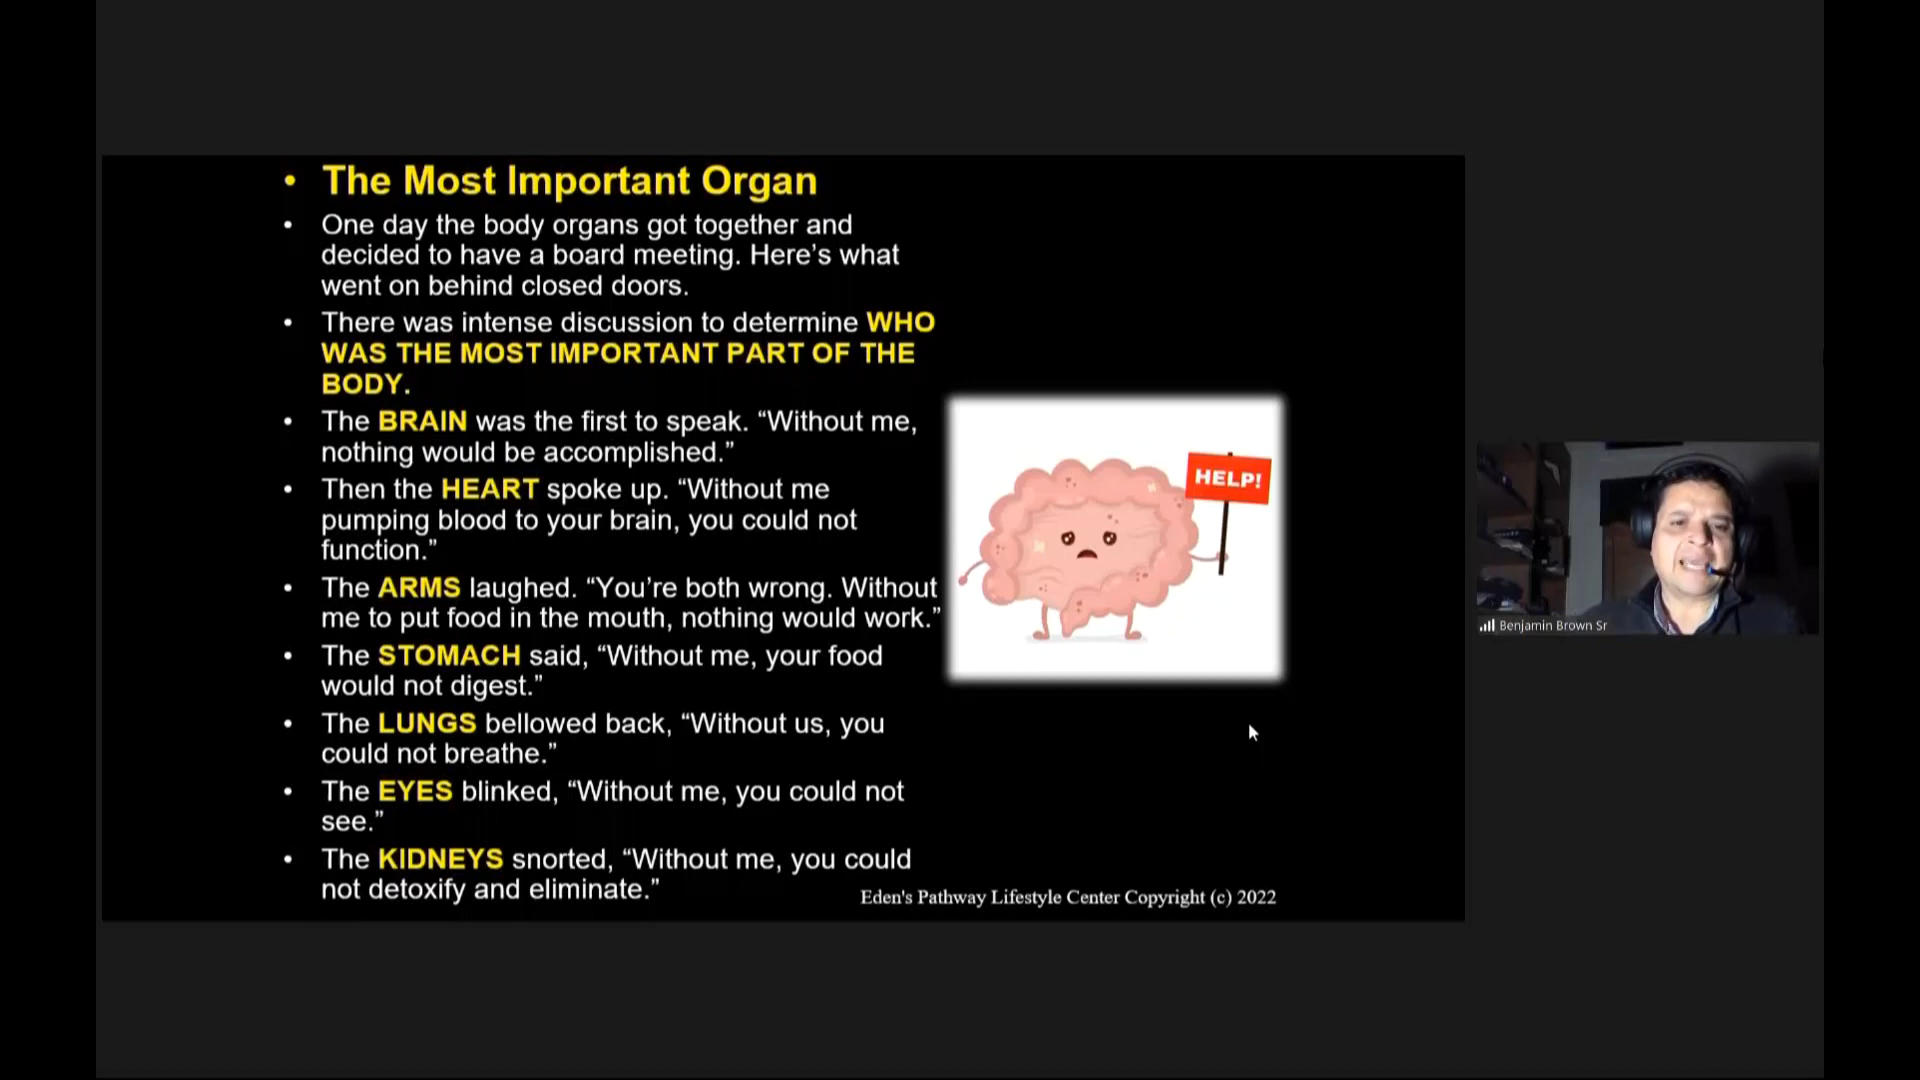 • The Most Important Organ
• One day the body organs got together and
decided to have a board meeting. Here’s what
went on behind closed doors.
• There was intense discussion to determine WHO
WAS THE MOST IMPORTANT PART OF THE
BODY.
• The BRAIN was the first to speak. “Without me,
nothing would be accomplished.”
• Then the HEART spoke up. “Without me
pumping blood to your brain, you could not
function.”
• The ARMS laughed. “You’re both wrong. Without
me to put food in the mouth, nothing would work.”
• The STOMACH said, “Without me, your food
would not digest.”
• The LUNGS bellowed back, “Without us, you
could not breathe.”
• The EYES blinked, “Without me, you could not
see.”
• The KIDNEYS snorted, “Without me, you could
not detoxify and eliminate.”
HELP!
Eden's Pathway Lifestyle Center Copyright (c) 2022
Benjamin Brown Sr